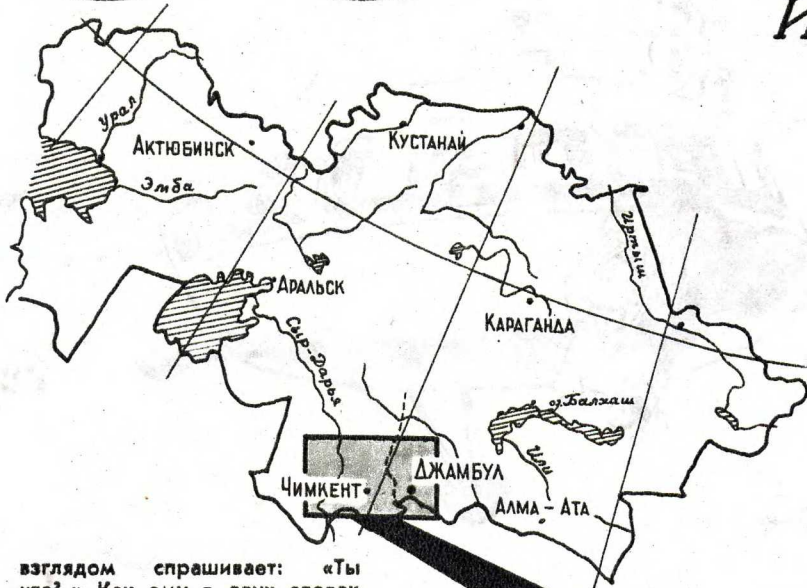 И
Урал
АКТЮБИНСК
КУСТАНАЙ
Эмба
Иртыш
АРАЛЬСК
КАРАГАНДА
Сыр-Дарья
оз. Балхаш
Или
ЧИМКЕНТ
ДЖАМБУЛ
АЛМА-АТА
взглядом спрашивает: «Ты